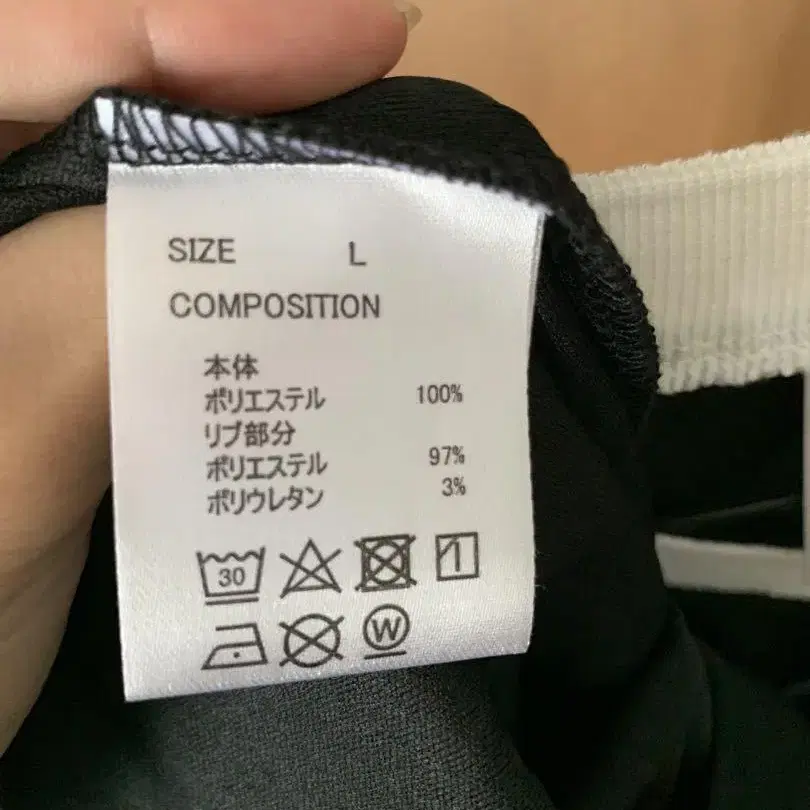 SIZE L
COMPOSITION
本体
ポリエステル 100%
リブ部分
ポリエステル 97%
ポリウレタン 3%
30
W